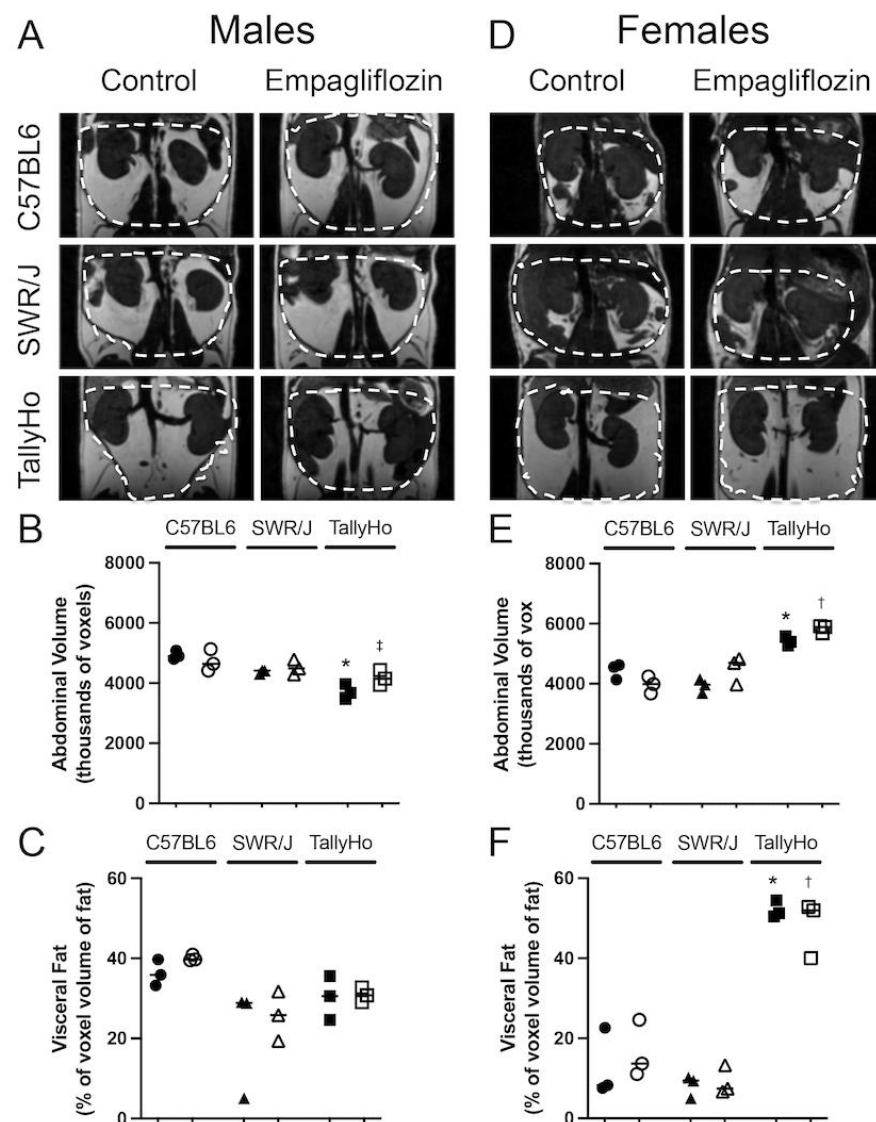 A Males
Control Empagliflozin
C57BL6
SWR/J
TallyHo
B
C57BL6 SWR/J TallyHo
Abdominal Volume
(thousands of voxels)
8000
6000
4000
2000
0
*
‡
C
C57BL6 SWR/J TallyHo
Visceral Fat
(% of voxel volume of fat)
60
40
20
0
D Females
Control Empagliflozin
E
C57BL6 SWR/J TallyHo
Abdominal Volume
(thousands of vox
8000
6000
4000
2000
0
*
†
F
C57BL6 SWR/J TallyHo
Visceral Fat
(% of voxel volume of fat)
60
40
20
0
*
†